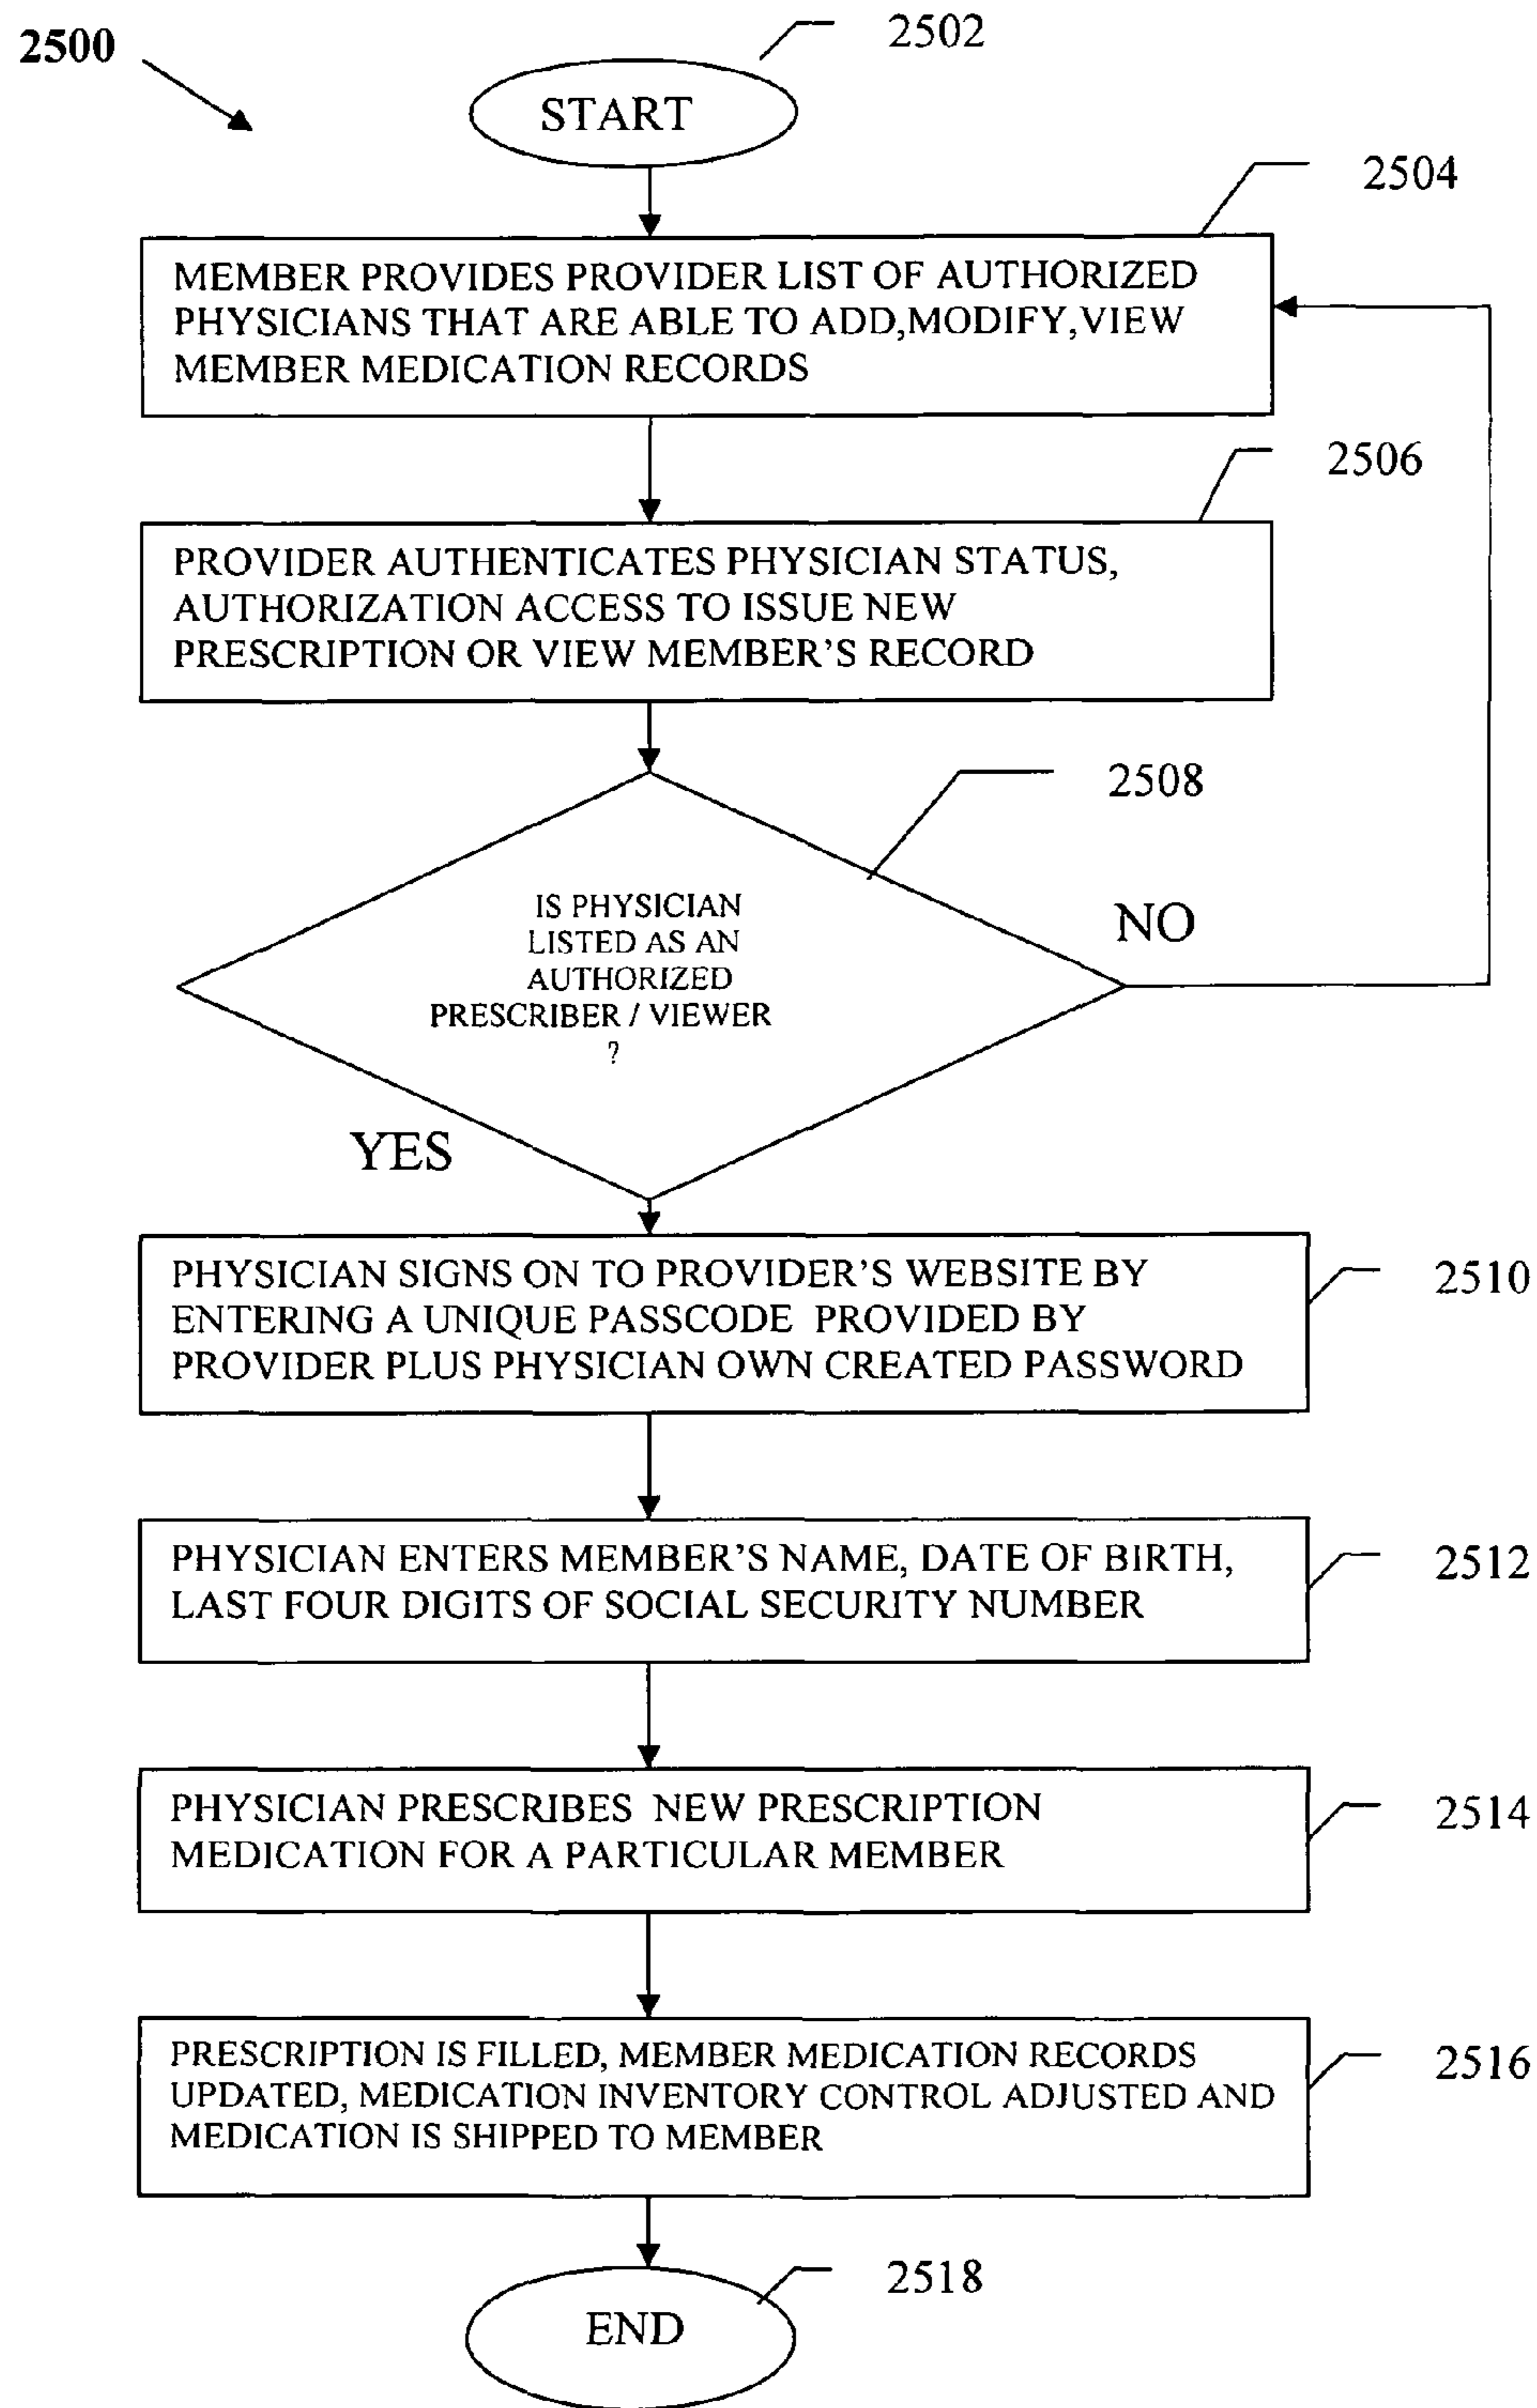 2500
2502
START
2504
MEMBER PROVIDES PROVIDER LIST OF AUTHORIZED
PHYSICIANS THAT ARE ABLE TO ADD,MODIFY,VIEW
MEMBER MEDICATION RECORDS
2506
PROVIDER AUTHENTICATES PHYSICIAN STATUS,
AUTHORIZATION ACCESS TO ISSUE NEW
PRESCRIPTION OR VIEW MEMBER'S RECORD
2508
IS PHYSICIAN
LISTED AS AN
AUTHORIZED
PRESCRIBER / VIEWER
?
NO
YES
2510
PHYSICIAN SIGNS ON TO PROVIDER'S WEBSITE BY
ENTERING A UNIQUE PASSCODE PROVIDED BY
PROVIDER PLUS PHYSICIAN OWN CREATED PASSWORD
2512
PHYSICIAN ENTERS MEMBER'S NAME, DATE OF BIRTH,
LAST FOUR DIGITS OF SOCIAL SECURITY NUMBER
2514
PHYSICIAN PRESCRIBES NEW PRESCRIPTION
MEDICATION FOR A PARTICULAR MEMBER
2516
PRESCRIPTION IS FILLED, MEMBER MEDICATION RECORDS
UPDATED, MEDICATION INVENTORY CONTROL ADJUSTED AND
MEDICATION IS SHIPPED TO MEMBER
2518
END